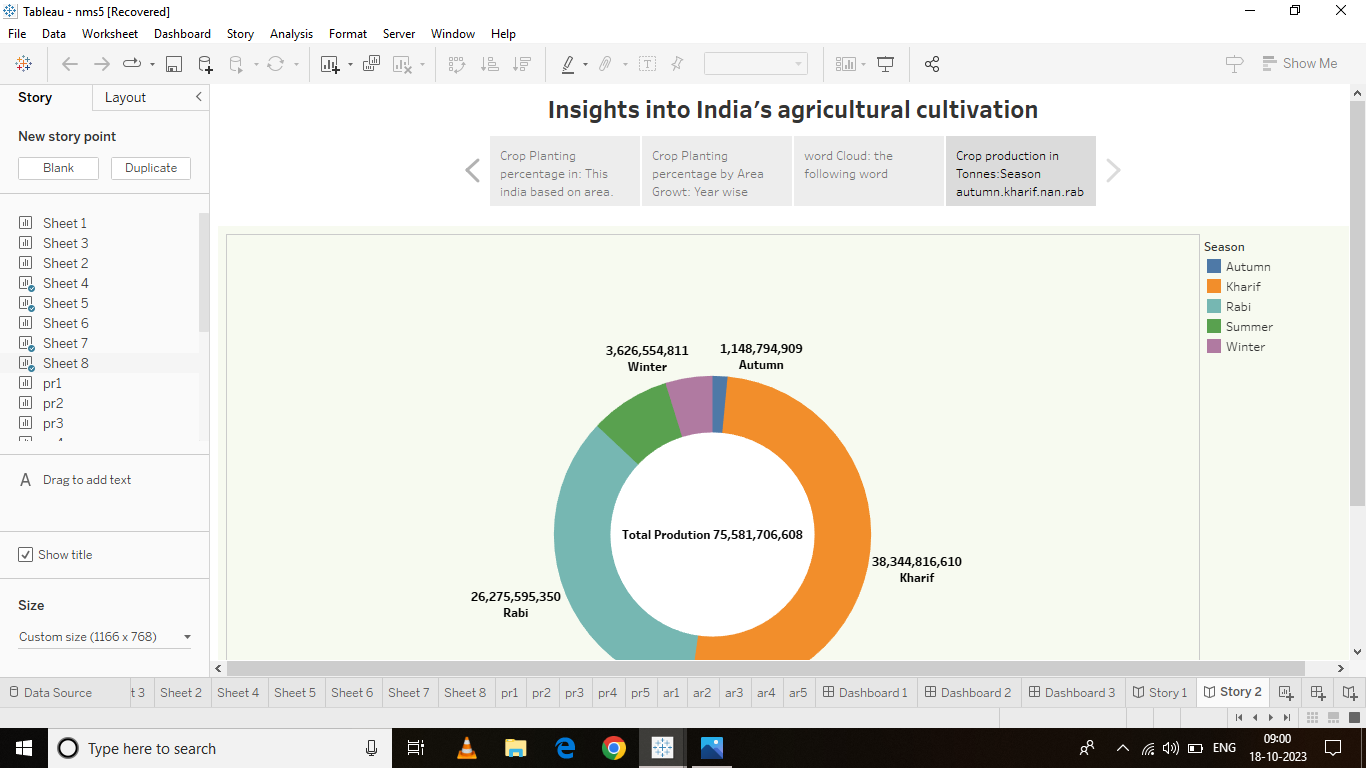 Tableau - nms5 [Recovered]
File Data Worksheet Dashboard Story Analysis Format Server Window Help
Show Me
Story Layout
New story point
Blank Duplicate
Sheet 1
Sheet 3
Sheet 2
Sheet 4
Sheet 5
Sheet 6
Sheet 7
Sheet 8
pr1
pr2
pr3
A Drag to add text
Show title
Size
Custom size (1166 x 768)
Insights into India's agricultural cultivation
Crop Planting
percentage in: This
india based on area.
Crop Planting
percentage by Area
Growt: Year wise
word Cloud: the
following word
Crop production in
Tonnes:Season
autumn.kharif.nan.rab
Season
Autumn
Kharif
Rabi
Summer
Winter
3,626,554,811
Winter
1,148,794,909
Autumn
Total Prodution 75,581,706,608
38,344,816,610
Kharif
26,275,595,350
Rabi
Data Source t 3 Sheet 2 Sheet 4 Sheet 5 Sheet 6 Sheet 7 Sheet 8 pr1 pr2 pr3 pr4 pr5 ar1 ar2 ar3 ar4 ar5 Dashboard 1 Dashboard 2 Dashboard 3 Story 1 Story 2
Type here to search
ENG
09:00
18-10-2023